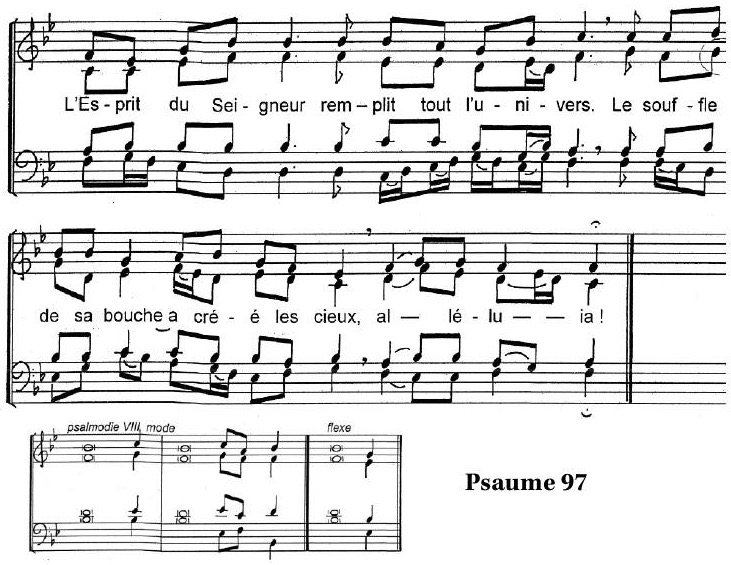 L'Es-prit du Sei-gneur rem-plit tout l'u-ni-vers. Le souf-fle
de sa bouche a cré-é les cieux, al-lé-lu-ia !
psalmodie VIII, mode flexe
Psaume 97